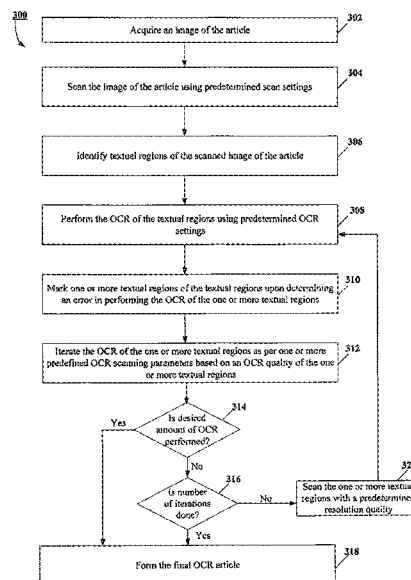 300
Acquire an image of the article
302
Scan the image of the article using predetermined scan settings
304
Identify textual regions of the scanned image of the article
306
Perform the OCR of the textual regions using predetermined OCR
settings
308
Mark one or more textual regions of the textual regions upon determining
an error in performing the OCR of the one or more textual regions
310
Iterate the OCR of the one or more textual regions as per one or more
predefined OCR scanning parameters based on an OCR quality of the one
or more textual regions
312
Is desired
amount of OCR
performed?
314
Yes
No
is number
of iterations
done?
316
No
Yes
Scan the one or more textual
regions with a predetermined
resolution quality
32
Form the final OCR article
318